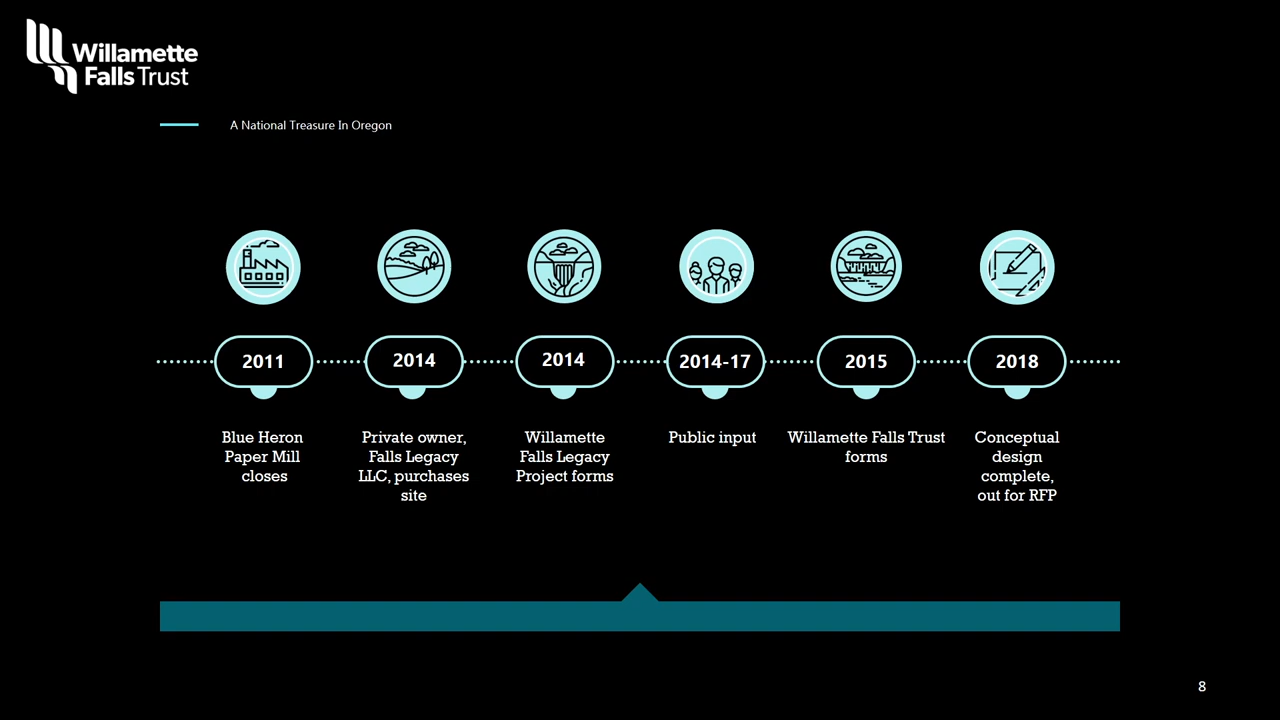 Willamette
Falls Trust
A National Treasure In Oregon
2011
2014
2014
2014-17
2015
2018
Blue Heron
Paper Mill
closes
Private owner,
Falls Legacy
LLC, purchases
site
Willamette
Falls Legacy
Project forms
Public input
Willamette Falls Trust
forms
Conceptual
design
complete,
out for RFP
8